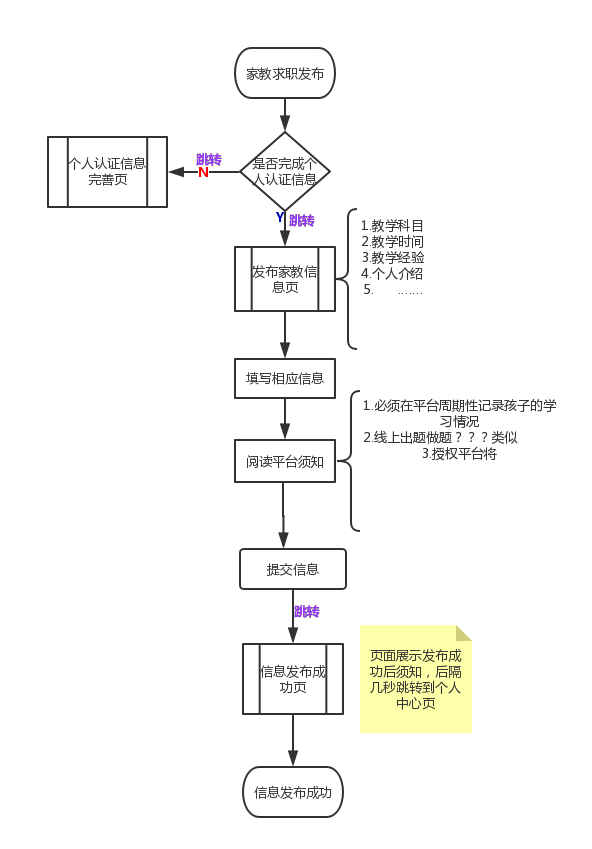 家教求职发布
是否完成个
人认证信息
跳转
N
个人认证信息
完善页
Y
跳转
发布家教信
息页
1.教学科目
2.教学时间
3.教学经验
4.个人介绍
5. .......
填写相应信息
阅读平台须知
1.必须在平台周期性记录孩子的学
习情况
2.线上出题做题？？？类似
3.授权平台将
提交信息
跳转
信息发布成
功页
页面展示发布成
功后须知，后隔
几秒跳转到个人
中心页
信息发布成功